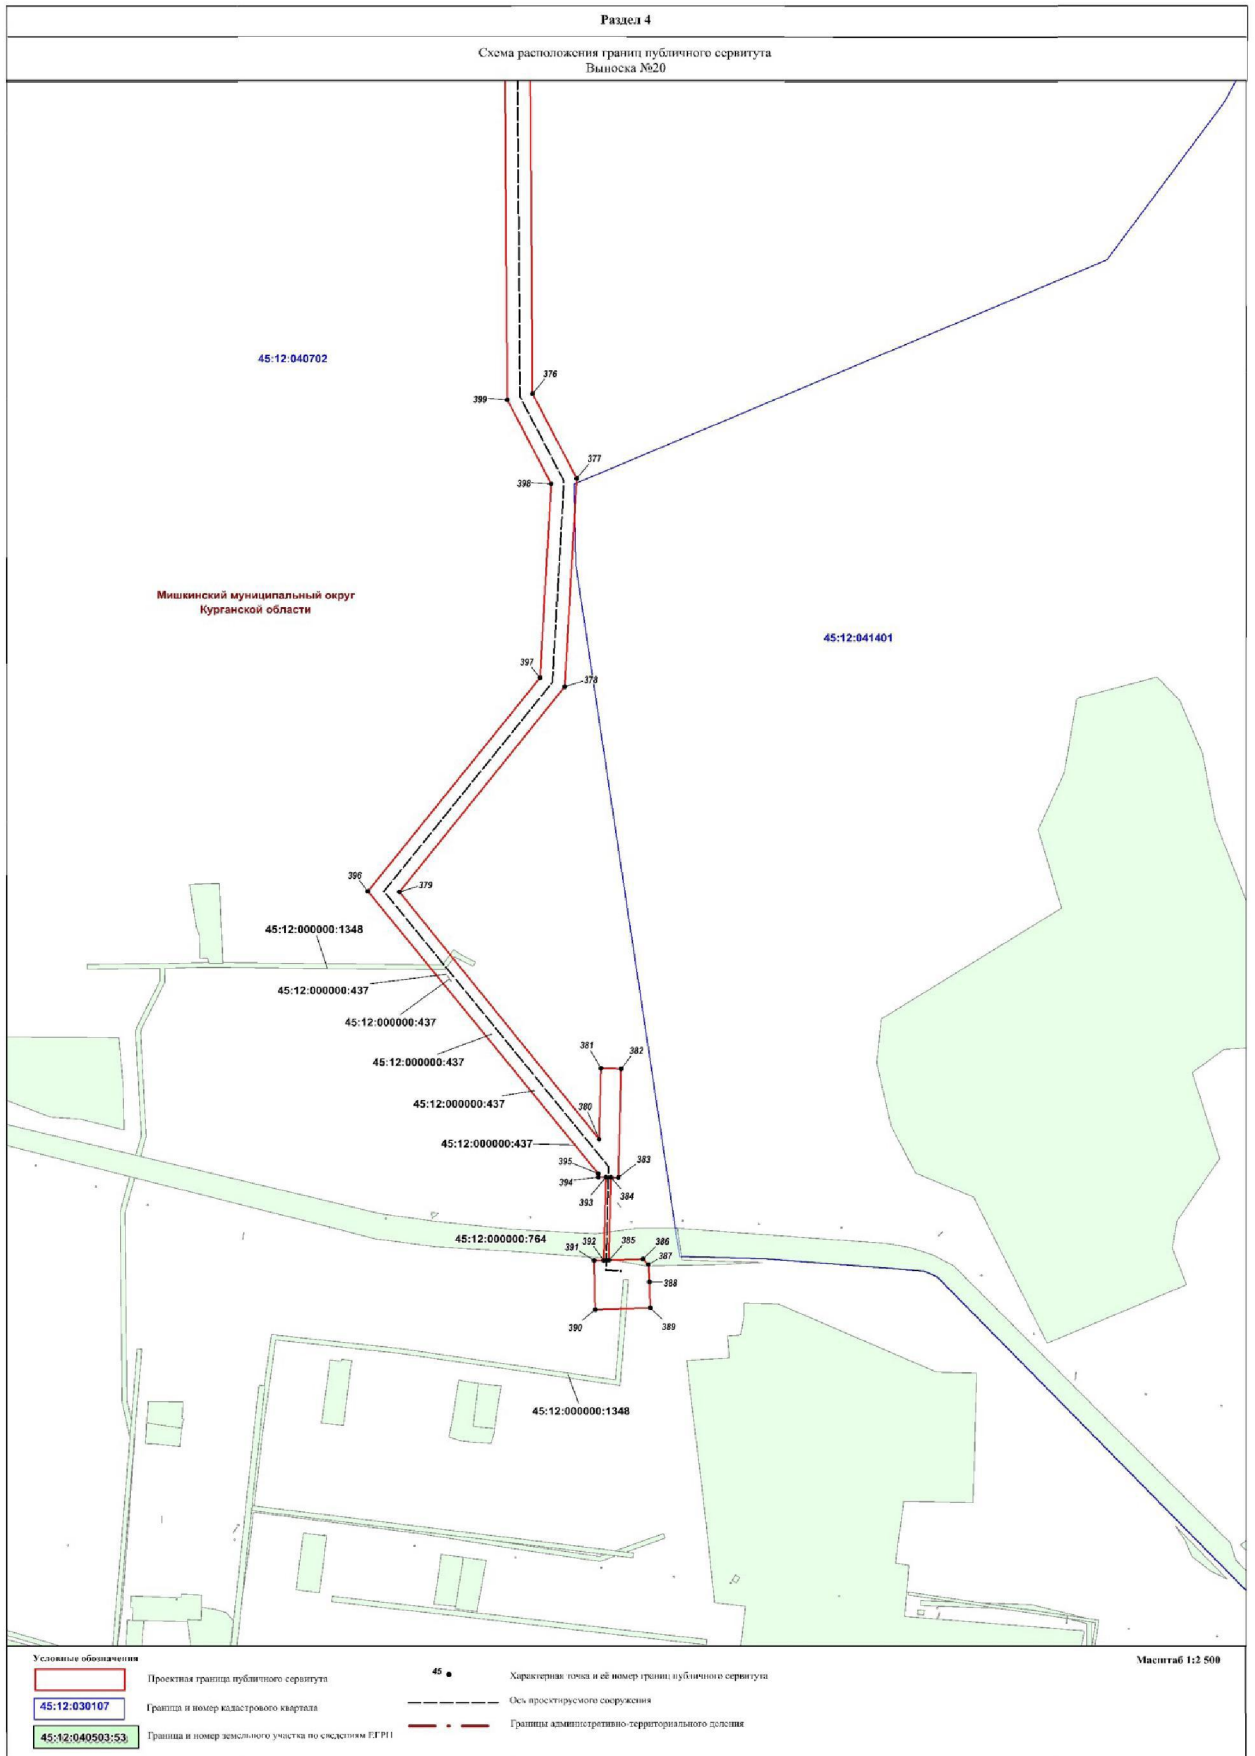 Раздел 4
Схема расположения границ публичного сервитута
Выноска №20
45:12:040702
376
399
377
398
Мишкинский муниципальный округ
Курганской области
45:12:041401
397
378
396
379
45:12:000000:1348
45:12:000000:437
45:12:000000:437
45:12:000000:437
381
382
45:12:000000:437
380
45:12:000000:437
395
383
394
393
384
45:12:000000:764
392
385
386
391
387
388
390
389
45:12:000000:1348
Условные обозначения
Масштаб 1:2 500
Проектная граница публичного сервитута
45
Характерная точка и её номер границ публичного сервитута
45:12:030107
Граница и номер кадастрового квартала
Ось проектируемого сооружения
45:12:040503:53
Граница и номер земельного участка по сведениям ЕГРН
Границы административно-территориального деления